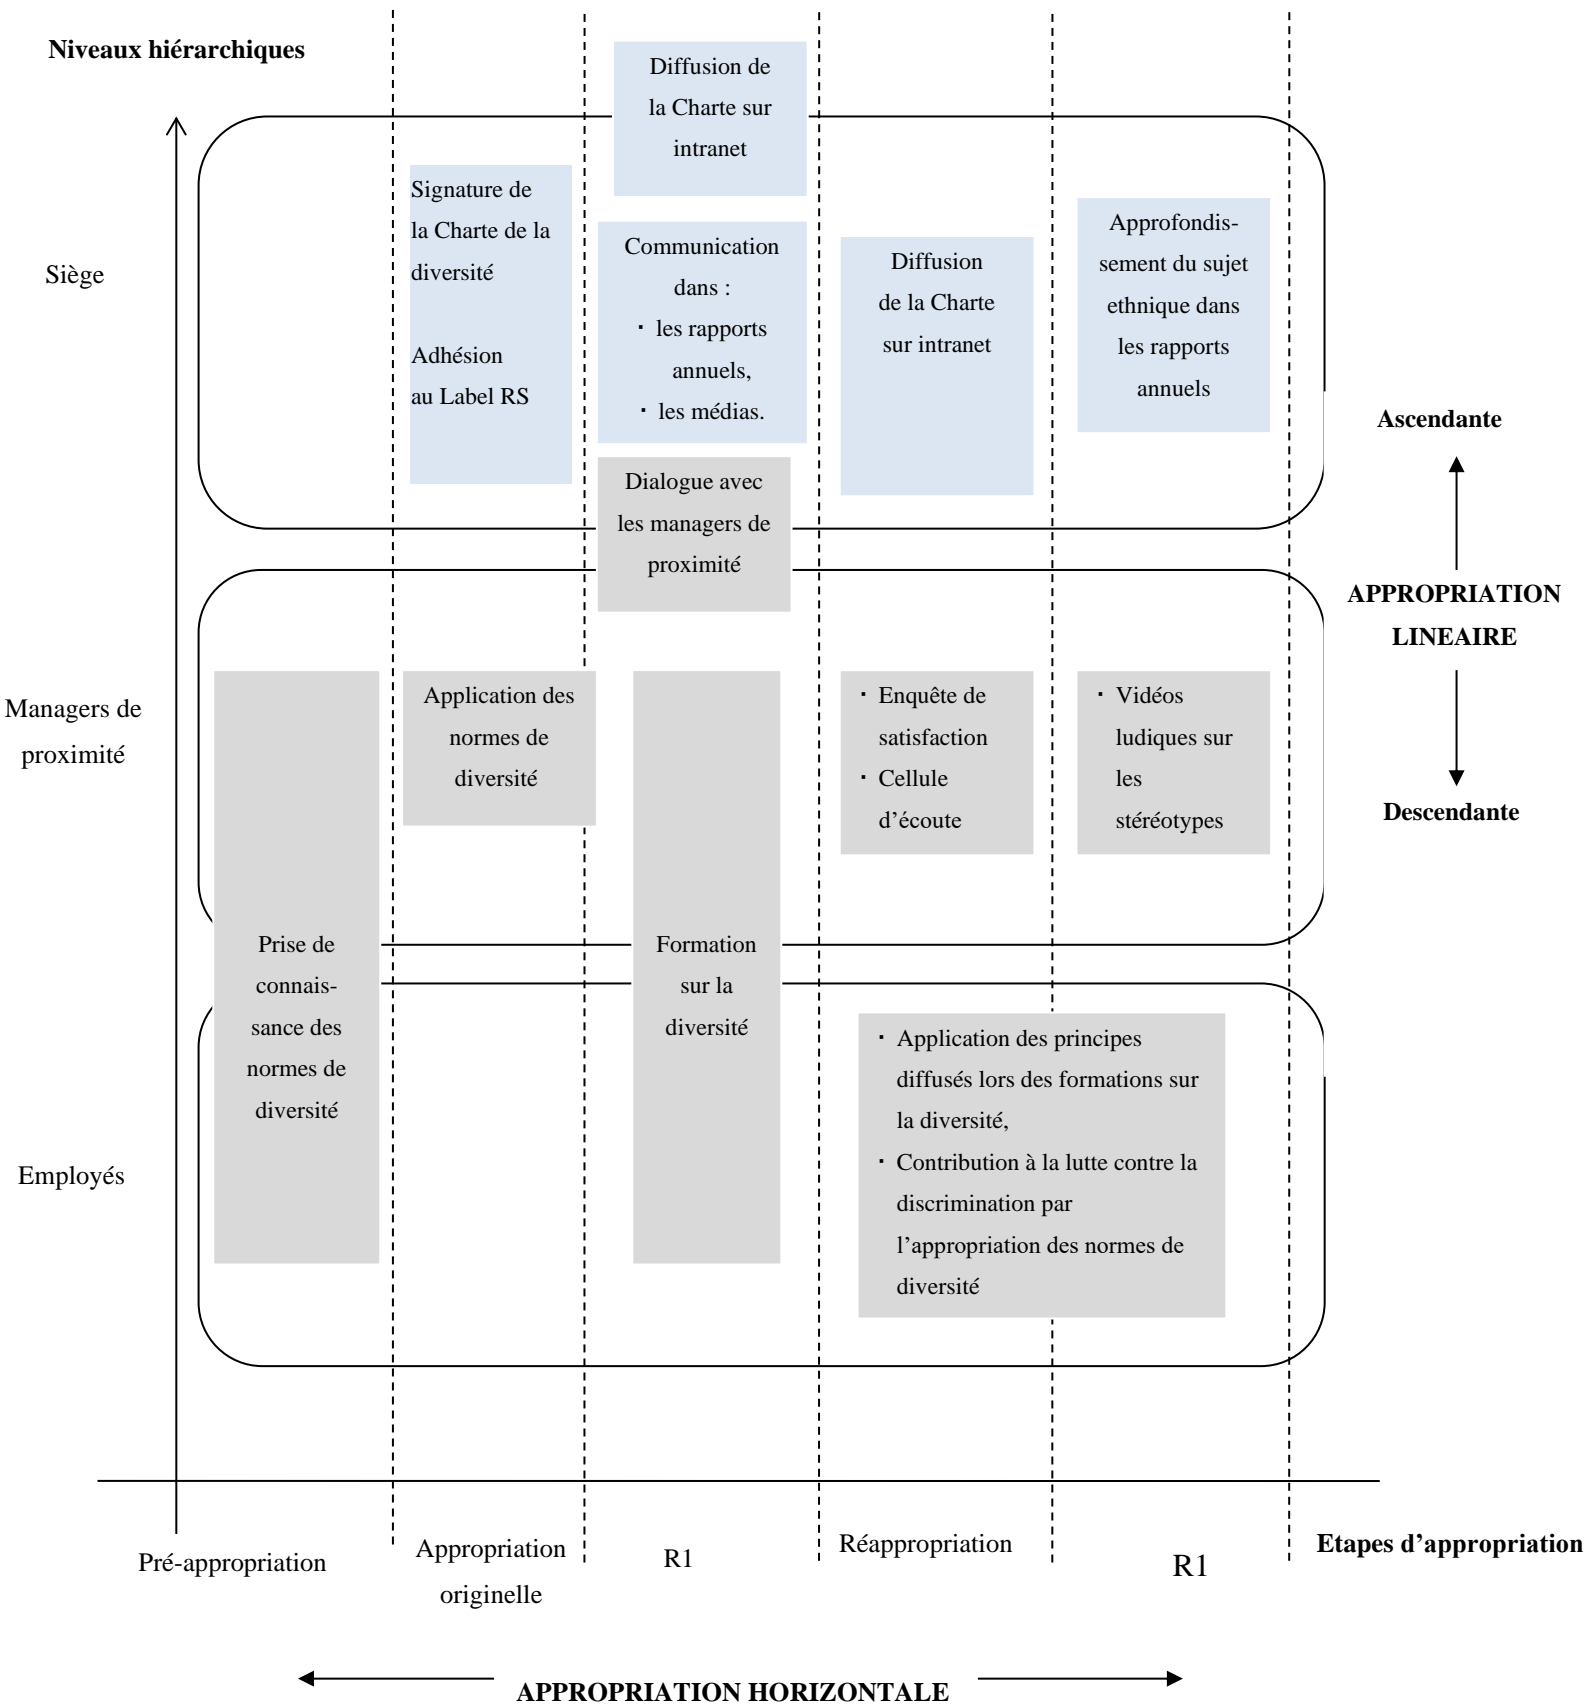 Niveaux hiérarchiques
Diffusion de
la Charte sur
intranet
Siège
Signature de
la Charte de la
diversité
Adhésion
au Label RS
Communication
dans :
· les rapports
annuels,
· les médias.
Diffusion
de la Charte
sur intranet
Approfondis-
sement du sujet
ethnique dans
les rapports
annuels
Dialogue avec
les managers de
proximité
Ascendante
APPROPRIATION
LINEAIRE
Descendante
Managers de
proximité
Application des
normes de
diversité
· Enquête de
satisfaction
· Cellule
d’écoute
· Vidéos
ludiques sur
les
stéréotypes
Prise de
connais-
sance des
normes de
diversité
Formation
sur la
diversité
Employés
· Application des principes
diffusés lors des formations sur
la diversité,
· Contribution à la lutte contre la
discrimination par
l’appropriation des normes de
diversité
Pré-appropriation
Appropriation
originelle
R1
Réappropriation
R1
Etapes d’appropriation
APPROPRIATION HORIZONTALE